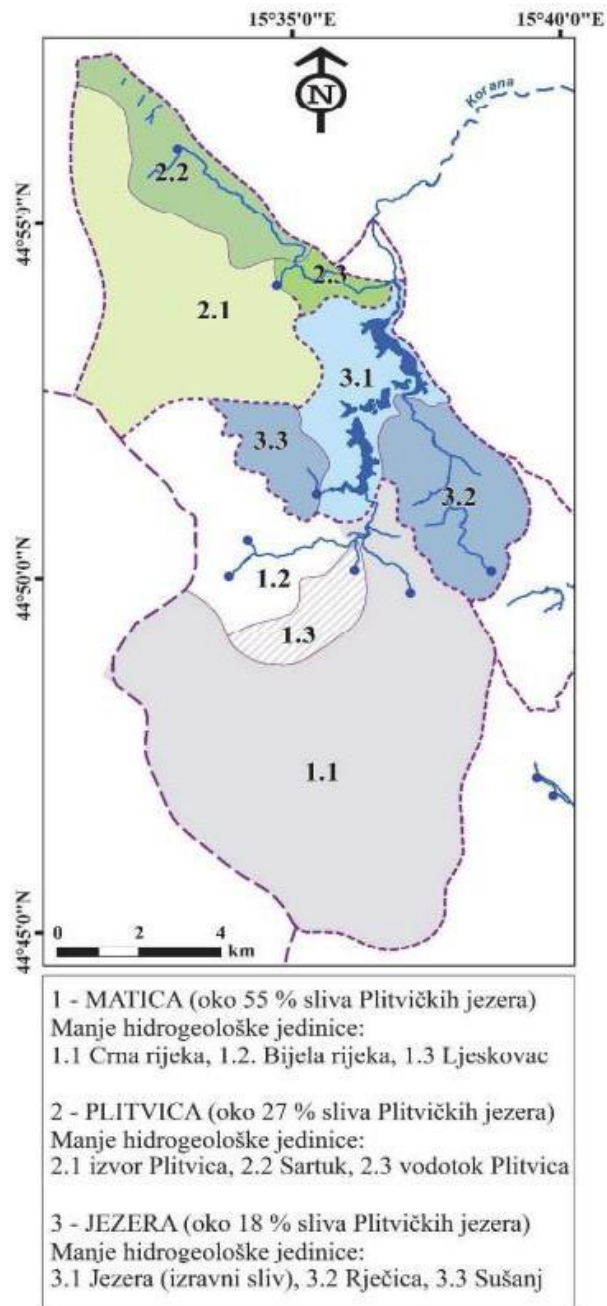 15°35'0"E
15°40'0"E
N
Korana
44°55'0"N
2.2
2.3
2.1
3.1
3.3
3.2
44°50'0"N
1.2
1.3
1.1
44°45'0"N
0 2 4
km
1 - MATICA (oko 55 % sliva Plitvičkih jezera)
Manje hidrogeološke jedinice:
1.1 Crna rijeka, 1.2. Bijela rijeka, 1.3 Ljeskovac
2 - PLITVICA (oko 27 % sliva Plitvičkih jezera)
Manje hidrogeološke jedinice:
2.1 izvor Plitvica, 2.2 Sartuk, 2.3 vodotok Plitvica
3 - JEZERA (oko 18 % sliva Plitvičkih jezera)
Manje hidrogeološke jedinice:
3.1 Jezera (izravni sliv), 3.2 Rječica, 3.3 Sušanj